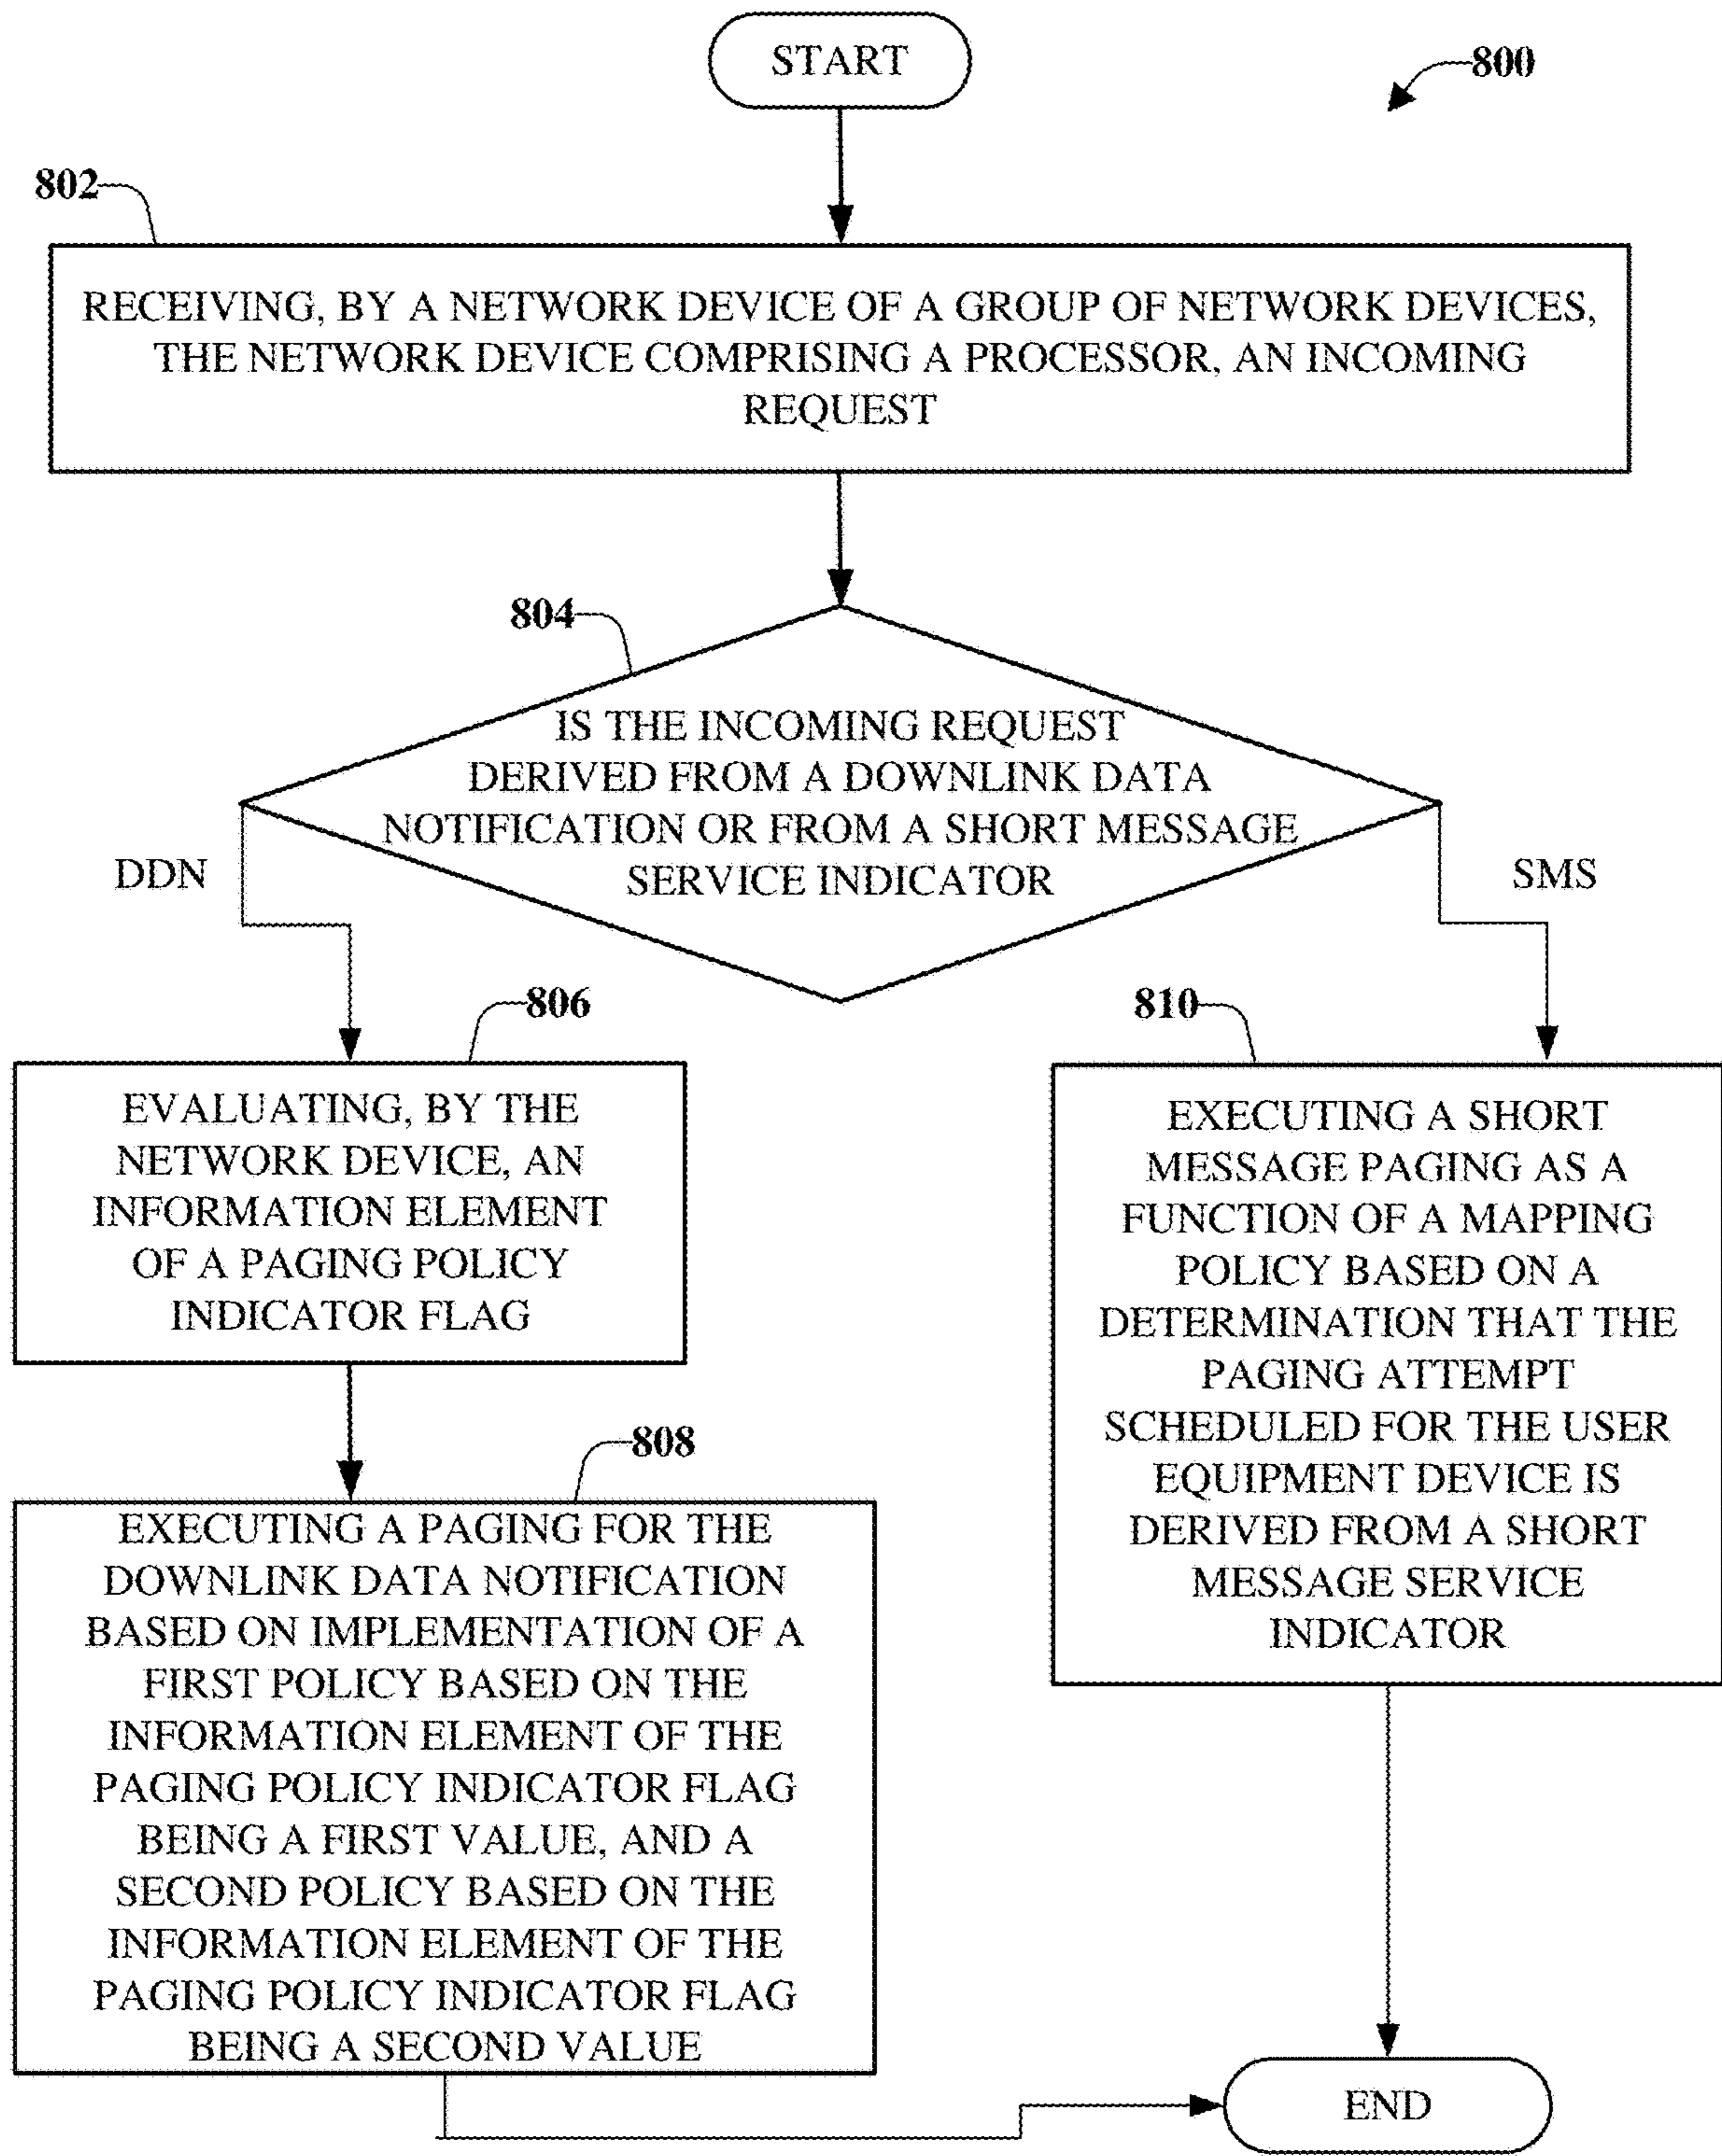 START
800
802
RECEIVING, BY A NETWORK DEVICE OF A GROUP OF NETWORK DEVICES,
THE NETWORK DEVICE COMPRISING A PROCESSOR, AN INCOMING
REQUEST
804
IS THE INCOMING REQUEST
DERIVED FROM A DOWNLINK DATA
NOTIFICATION OR FROM A SHORT MESSAGE
SERVICE INDICATOR
DDN
SMS
806
EVALUATING, BY THE
NETWORK DEVICE, AN
INFORMATION ELEMENT
OF A PAGING POLICY
INDICATOR FLAG
808
EXECUTING A PAGING FOR THE
DOWNLINK DATA NOTIFICATION
BASED ON IMPLEMENTATION OF A
FIRST POLICY BASED ON THE
INFORMATION ELEMENT OF THE
PAGING POLICY INDICATOR FLAG
BEING A FIRST VALUE, AND A
SECOND POLICY BASED ON THE
INFORMATION ELEMENT OF THE
PAGING POLICY INDICATOR FLAG
BEING A SECOND VALUE
810
EXECUTING A SHORT
MESSAGE PAGING AS A
FUNCTION OF A MAPPING
POLICY BASED ON A
DETERMINATION THAT THE
PAGING ATTEMPT
SCHEDULED FOR THE USER
EQUIPMENT DEVICE IS
DERIVED FROM A SHORT
MESSAGE SERVICE
INDICATOR
END